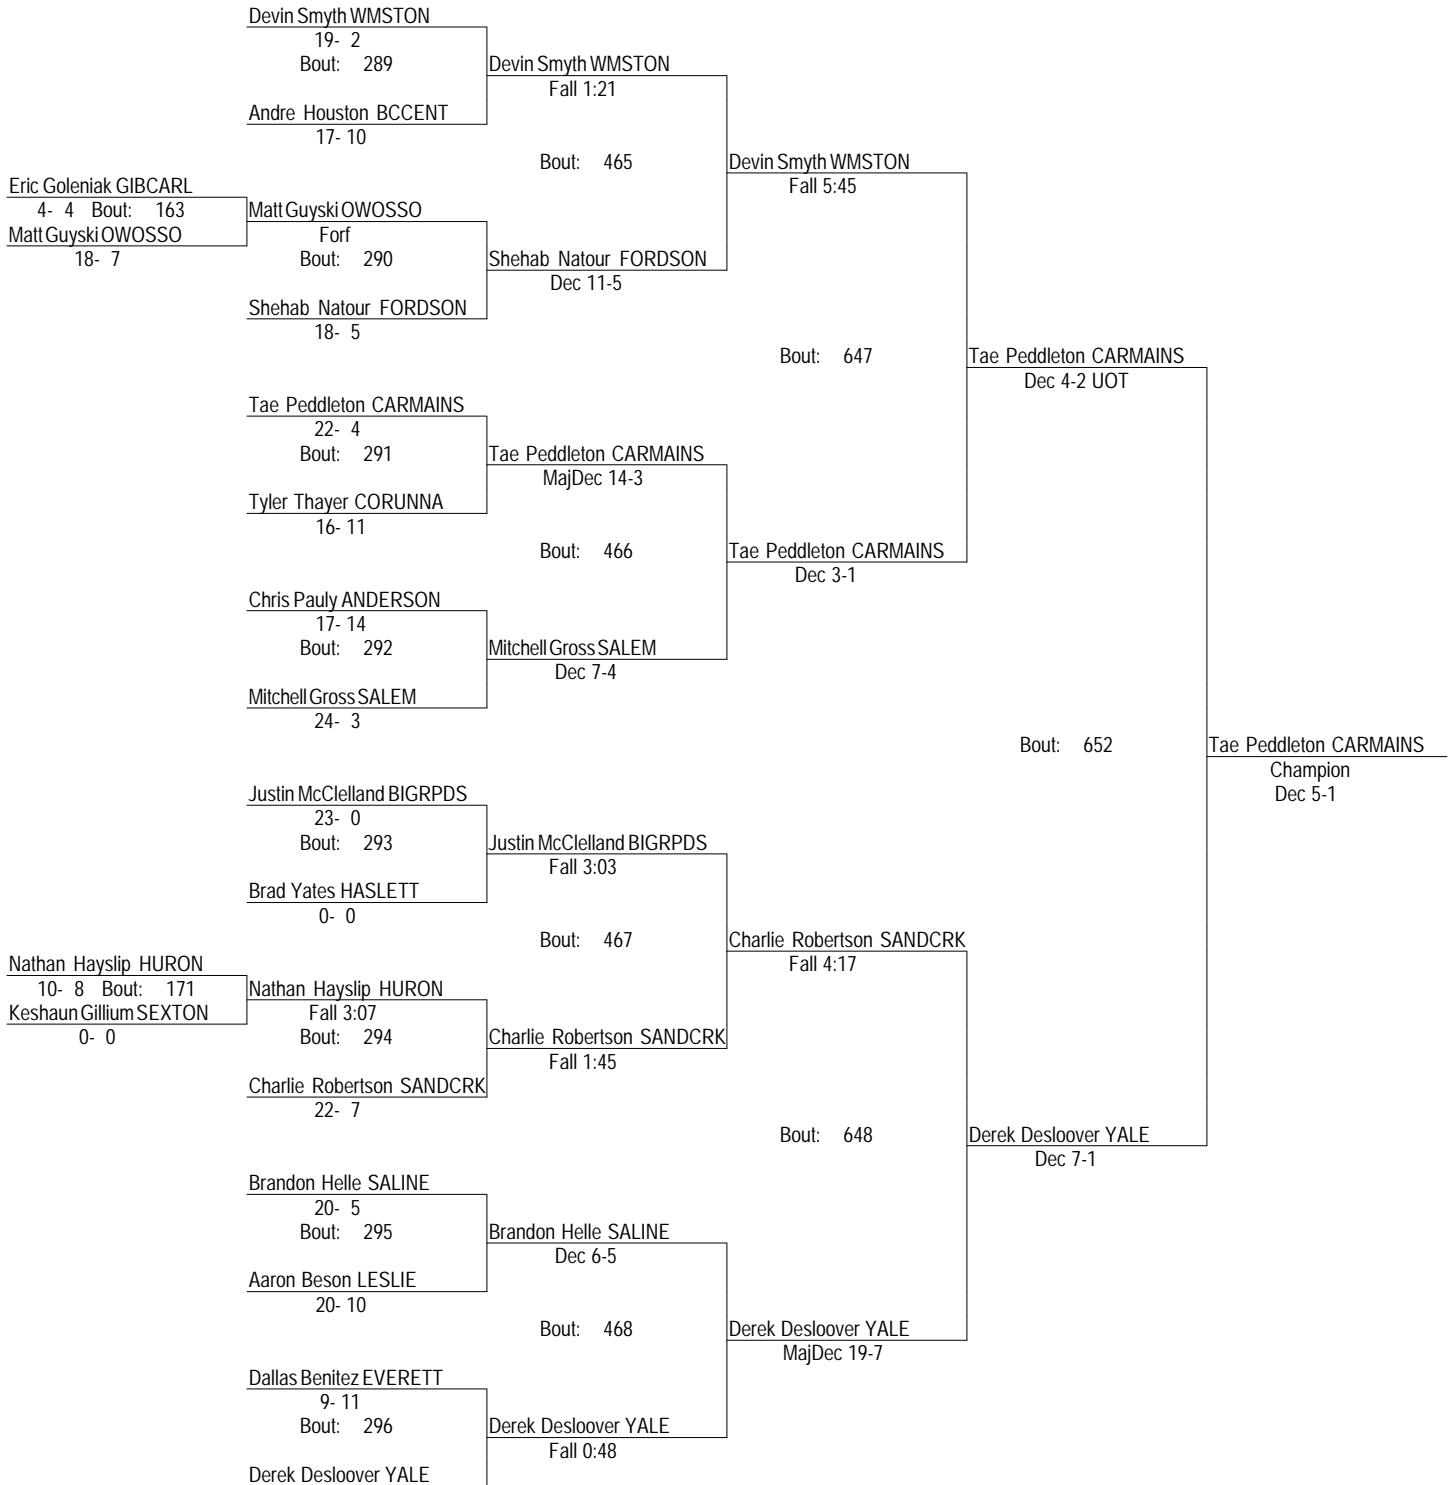 Devin Smyth WMSTON
19- 2
Bout: 289
Devin Smyth WMSTON
Fall 1:21
Andre Houston BCCENT
17- 10
Bout: 465
Devin Smyth WMSTON
Fall 5:45
Eric Goleniak GIBCARL
4- 4 Bout: 163
Matt Guyski OWOSSO
18- 7
Matt Guyski OWOSSO
Forf
Bout: 290
Shehab Natour FORDSON
Dec 11-5
Shehab Natour FORDSON
18- 5
Bout: 647
Tae Peddleton CARMAINS
Dec 4-2 UOT
Tae Peddleton CARMAINS
22- 4
Bout: 291
Tae Peddleton CARMAINS
MajDec 14-3
Tyler Thayer CORUNNA
16- 11
Bout: 466
Tae Peddleton CARMAINS
Dec 3-1
Chris Pauly ANDERSON
17- 14
Bout: 292
Mitchell Gross SALEM
Dec 7-4
Mitchell Gross SALEM
24- 3
Bout: 652
Tae Peddleton CARMAINS
Champion
Dec 5-1
Justin McClelland BIGRPDS
23- 0
Bout: 293
Justin McClelland BIGRPDS
Fall 3:03
Brad Yates HASLETT
0- 0
Bout: 467
Charlie Robertson SANDCRK
Fall 4:17
Nathan Hayslip HURON
10- 8 Bout: 171
Keshaun Gillium SEXTON
0- 0
Nathan Hayslip HURON
Fall 3:07
Bout: 294
Charlie Robertson SANDCRK
Fall 1:45
Charlie Robertson SANDCRK
22- 7
Bout: 648
Derek Desloover YALE
Dec 7-1
Brandon Helle SALINE
20- 5
Bout: 295
Brandon Helle SALINE
Dec 6-5
Aaron Beson LESLIE
20- 10
Bout: 468
Derek Desloover YALE
MajDec 19-7
Dallas Benitez EVERETT
9- 11
Bout: 296
Derek Desloover YALE
Fall 0:48
Derek Desloover YALE